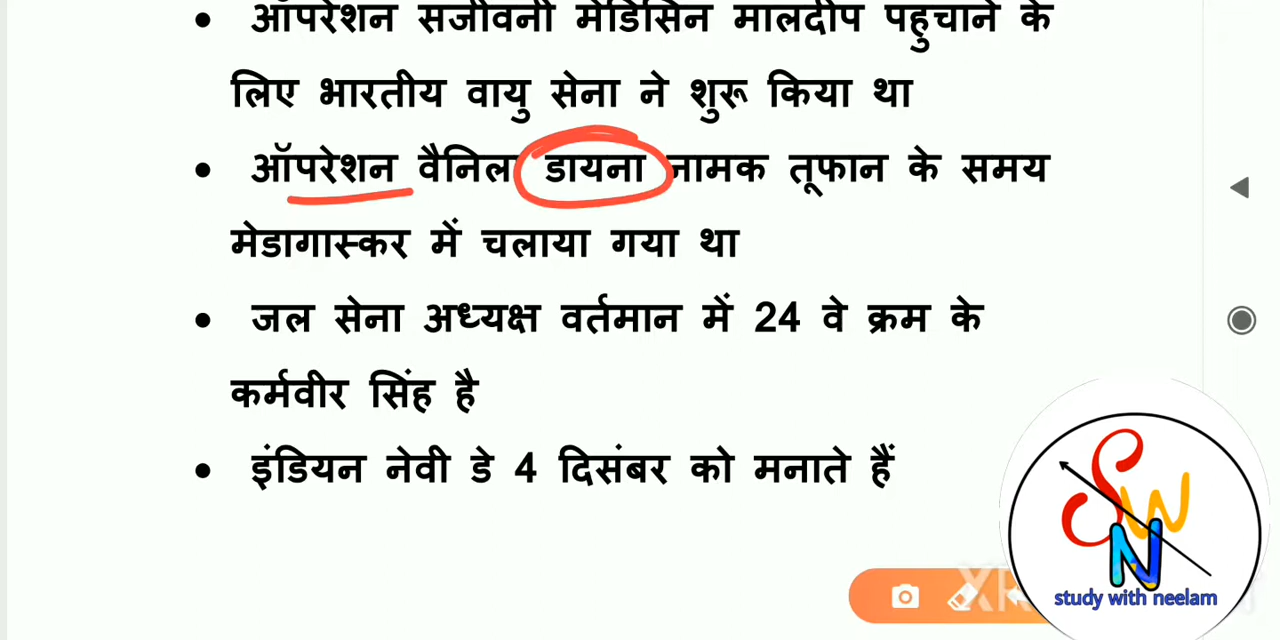 ऑपरेशन संजीवनी मेडिसिन मालदीप पहुंचाने के
लिए भारतीय वायु सेना ने शुरू किया था
ऑपरेशन वैनिल डायना नामक तूफान के समय
मेडागास्कर में चलाया गया था
जल सेना अध्यक्ष वर्तमान में 24 वे क्रम के
कर्मवीर सिंह है
इंडियन नेवी डे 4 दिसंबर को मनाते हैं
SWN
study with neelam